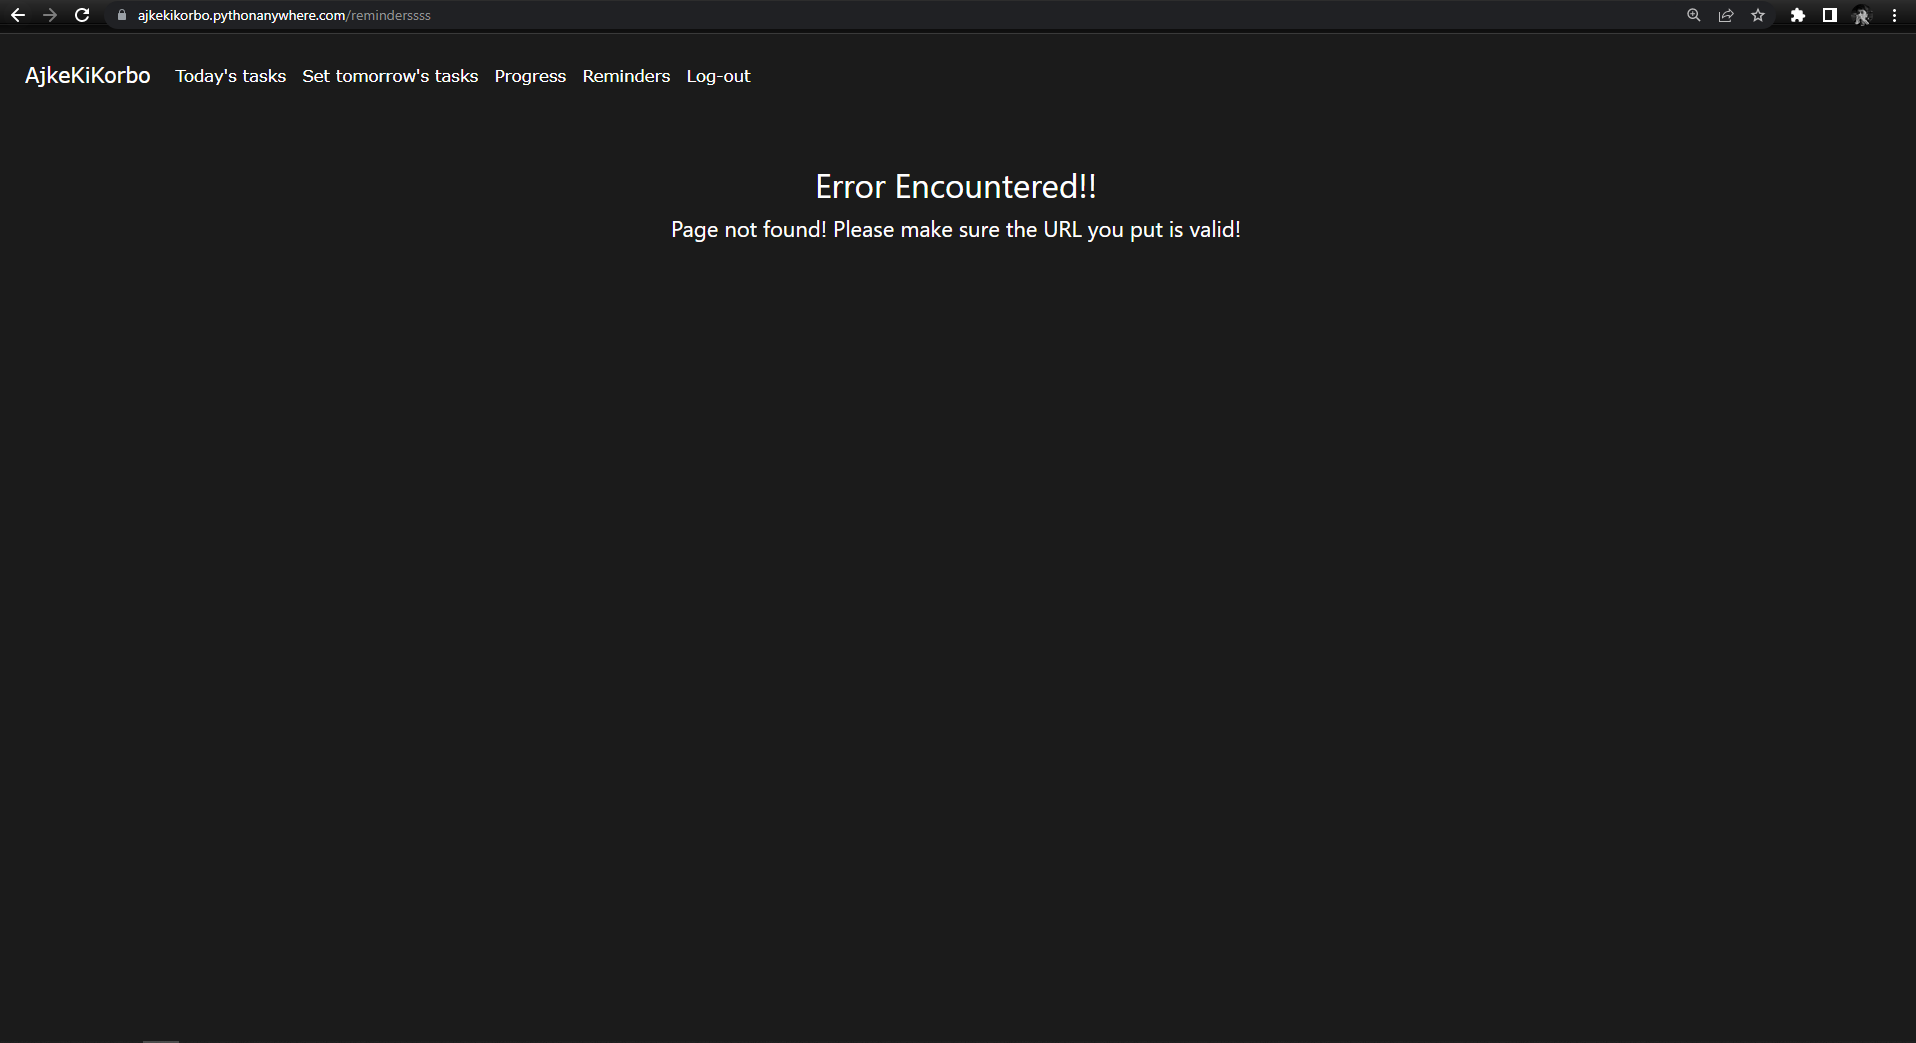 ajkekikorbo.pythonanywhere.com/reminderssss
AjkeKiKorbo Today's tasks Set tomorrow's tasks Progress Reminders Log-out
Error Encountered!!
Page not found! Please make sure the URL you put is valid!